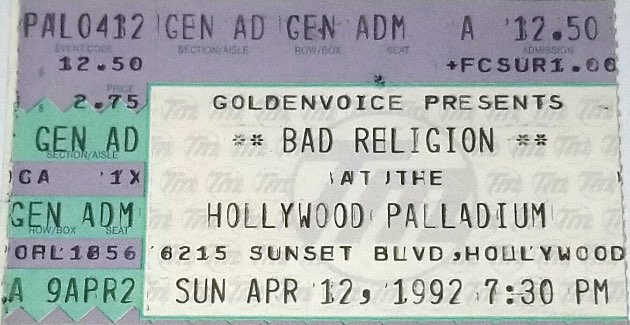 PAL0412 GEN AD GEN ADM A 12.50
EVENT CODE SECTION/AISLE ROW/BOX SEAT ADMISSION
$ 12.50 +FCSUR1.00
PRICE
2.75 GOLDENVOICE PRESENTS
GEN AD ** BAD RELIGION **
SECTION/AISLE
CA 1X AT THE
GEN ADM HOLLYWOOD PALLADIUM
ROW/BOX SEAT
ORL1856 6215 SUNSET BLVD,HOLLYWOOD
A 9APR2 SUN APR 12, 1992 7:30 PM